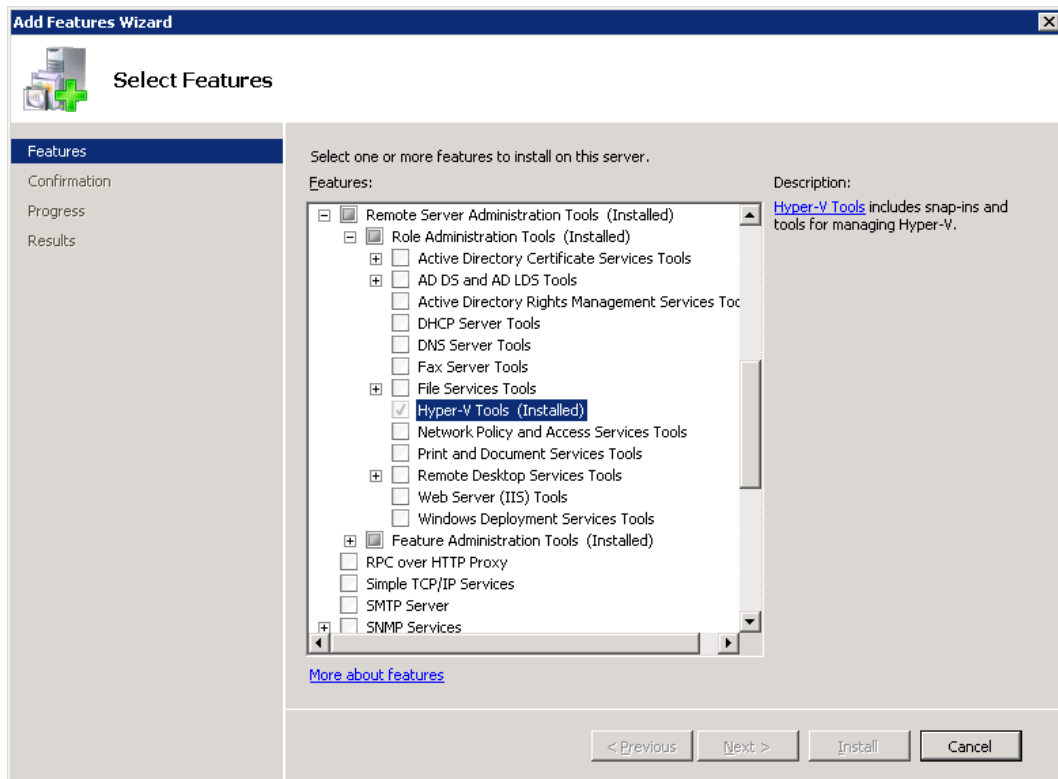 Add Features Wizard
Select Features
Features
Confirmation
Progress
Results
Select one or more features to install on this server.
Features:
Remote Server Administration Tools (Installed)
Role Administration Tools (Installed)
Active Directory Certificate Services Tools
AD DS and AD LDS Tools
Active Directory Rights Management Services Too
DHCP Server Tools
DNS Server Tools
Fax Server Tools
File Services Tools
Hyper-V Tools (Installed)
Network Policy and Access Services Tools
Print and Document Services Tools
Remote Desktop Services Tools
Web Server (IIS) Tools
Windows Deployment Services Tools
Feature Administration Tools (Installed)
RPC over HTTP Proxy
Simple TCP/IP Services
SMTP Server
SNMP Services
More about features
Description:
Hyper-V Tools includes snap-ins and
tools for managing Hyper-V.
< Previous
Next >
Install
Cancel